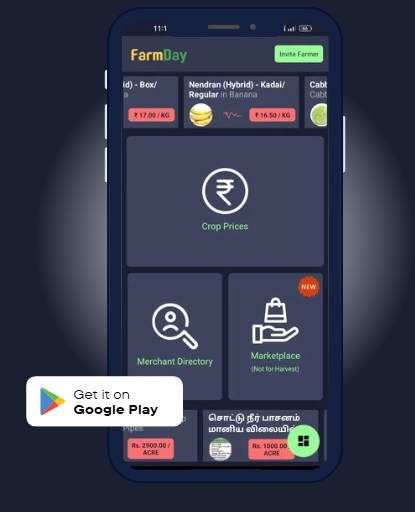 11:1
FarmDay
Invite Farmer
id) - Box/
₹ 17.00 / KG
Nendran (Hybrid) - Kadai/
Regular in Banana
₹ 16.50 / KG
Cabb
Cabb
Crop Prices
Merchant Directory
NEW
Marketplace
(Not for Harvest)
Get it on
Google Play
Pipes
Rs. 2900.00 /
ACRE
சொட்டு நீர் பாசனம்
மானிய விலையில்
Rs. 1000.00
ACRE